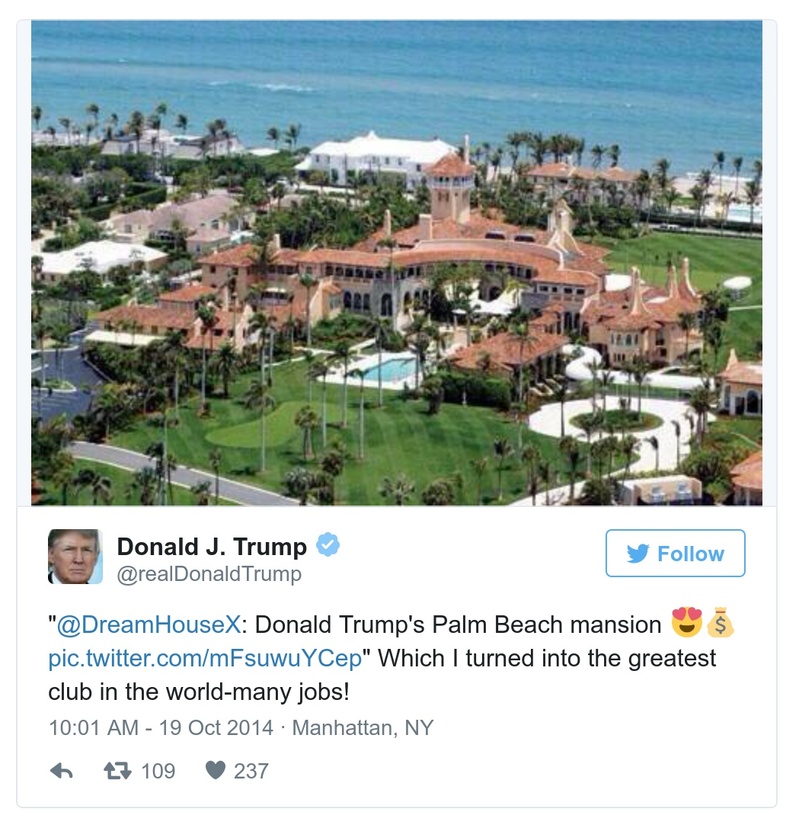 Donald J. Trump
Follow
@realDonaldTrump
"@DreamHouseX: Donald Trump's Palm Beach mansion 😍💰
pic.twitter.com/mFsuwuYCep" Which I turned into the greatest
club in the world-many jobs!
10:01 AM - 19 Oct 2014 · Manhattan, NY
109 237